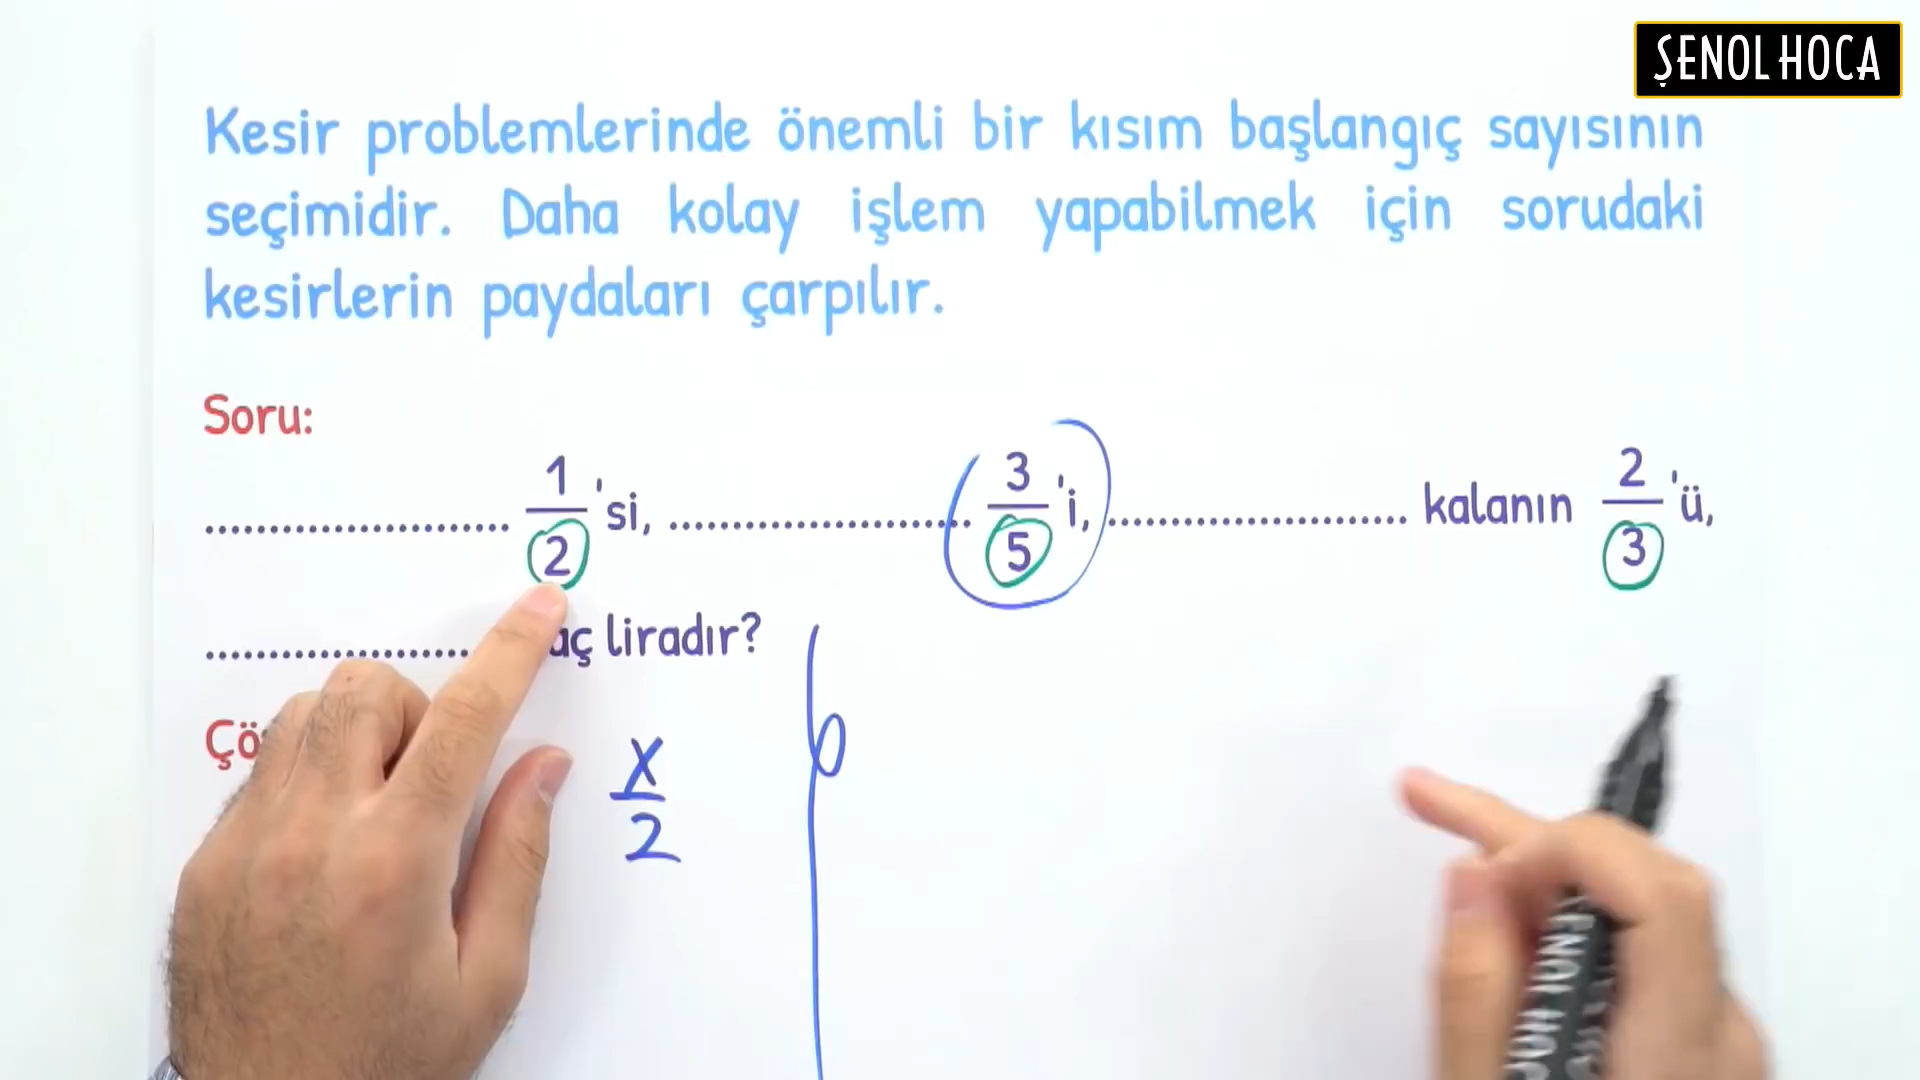 ŞENOL HOCA
Kesir problemlerinde önemli bir kısım başlangıç sayısının
seçimidir. Daha kolay işlem yapabilmek için sorudaki
kesirlerin paydaları çarpılır.
Soru:
........................ 1/2 'si, ........................ 3/5 'i, ........................ kalanın 2/3 'ü,
..................... aç liradır?
Çö
x/2